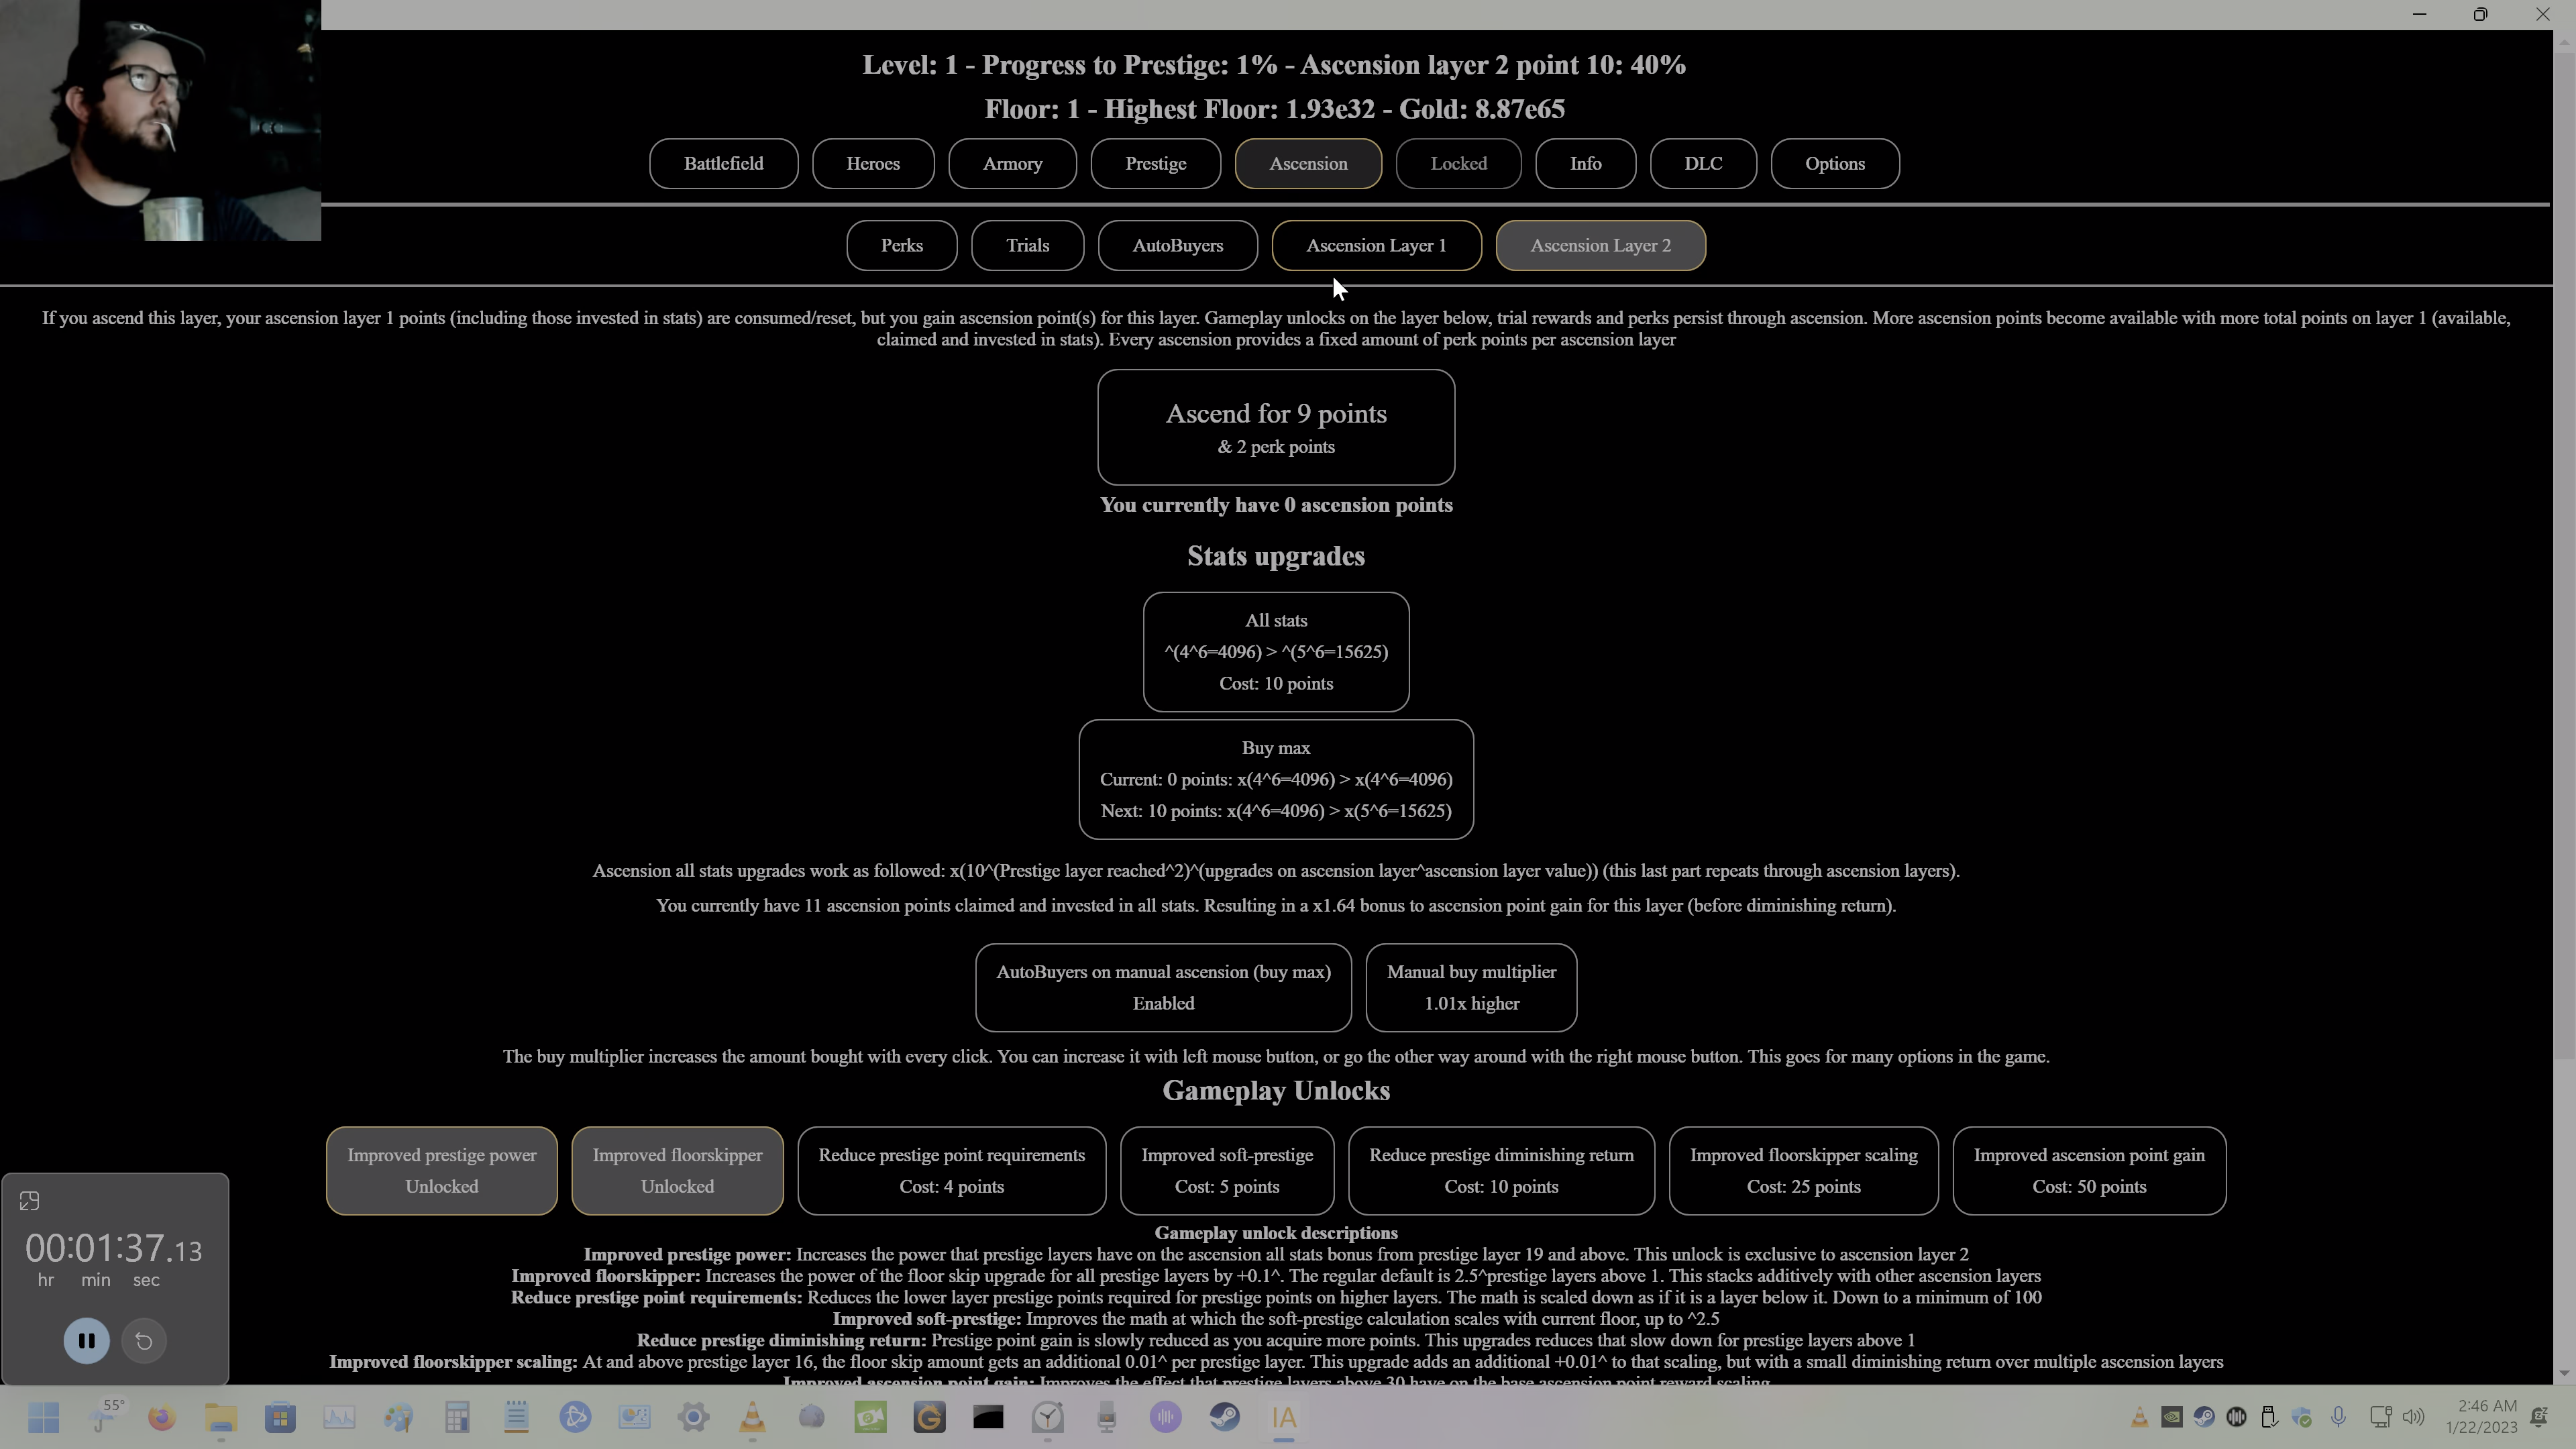 Level: 1 - Progress to Prestige: 1% - Ascension layer 2 point 10: 40%
Floor: 1 - Highest Floor: 1.93e32 - Gold: 8.87e65
Battlefield Heroes Armory Prestige Ascension Locked Info DLC Options
Perks Trials AutoBuyers Ascension Layer 1 Ascension Layer 2
If you ascend this layer, your ascension layer 1 points (including those invested in stats) are consumed/reset, but you gain ascension point(s) for this layer. Gameplay unlocks on the layer below, trial rewards and perks persist through ascension. More ascension points become available with more total points on layer 1 (available,
claimed and invested in stats). Every ascension provides a fixed amount of perk points per ascension layer
Ascend for 9 points
& 2 perk points
You currently have 0 ascension points
Stats upgrades
All stats
^(4^6=4096) > ^(5^6=15625)
Cost: 10 points
Buy max
Current: 0 points: x(4^6=4096) > x(4^6=4096)
Next: 10 points: x(4^6=4096) > x(5^6=15625)
Ascension all stats upgrades work as followed: x(10^(Prestige layer reached^2)^(upgrades on ascension layer^ascension layer value)) (this last part repeats through ascension layers).
You currently have 11 ascension points claimed and invested in all stats. Resulting in a x1.64 bonus to ascension point gain for this layer (before diminishing return).
AutoBuyers on manual ascension (buy max) Manual buy multiplier
Enabled 1.01x higher
The buy multiplier increases the amount bought with every click. You can increase it with left mouse button, or go the other way around with the right mouse button. This goes for many options in the game.
Gameplay Unlocks
Improved prestige power Improved floorskipper Reduce prestige point requirements Improved soft-prestige Reduce prestige diminishing return Improved floorskipper scaling Improved ascension point gain
Unlocked Unlocked Cost: 4 points Cost: 5 points Cost: 10 points Cost: 25 points Cost: 50 points
Gameplay unlock descriptions
Improved prestige power: Increases the power that prestige layers have on the ascension all stats bonus from prestige layer 19 and above. This unlock is exclusive to ascension layer 2
Improved floorskipper: Increases the power of the floor skip upgrade for all prestige layers by +0.1^. The regular default is 2.5^prestige layers above 1. This stacks additively with other ascension layers
Reduce prestige point requirements: Reduces the lower layer prestige points required for prestige points on higher layers. The math is scaled down as if it is a layer below it. Down to a minimum of 100
Improved soft-prestige: Improves the math at which the soft-prestige calculation scales with current floor, up to ^2.5
Reduce prestige diminishing return: Prestige point gain is slowly reduced as you acquire more points. This upgrades reduces that slow down for prestige layers above 1
Improved floorskipper scaling: At and above prestige layer 16, the floor skip amount gets an additional 0.01^ per prestige layer. This upgrade adds an additional +0.01^ to that scaling, but with a small diminishing return over multiple ascension layers
Improved ascension point gain: Improves the effect that prestige layers above 30 have on the base ascension point reward scaling
00:01:37.13
hr min sec
55°
IA
2:46 AM
1/22/2023